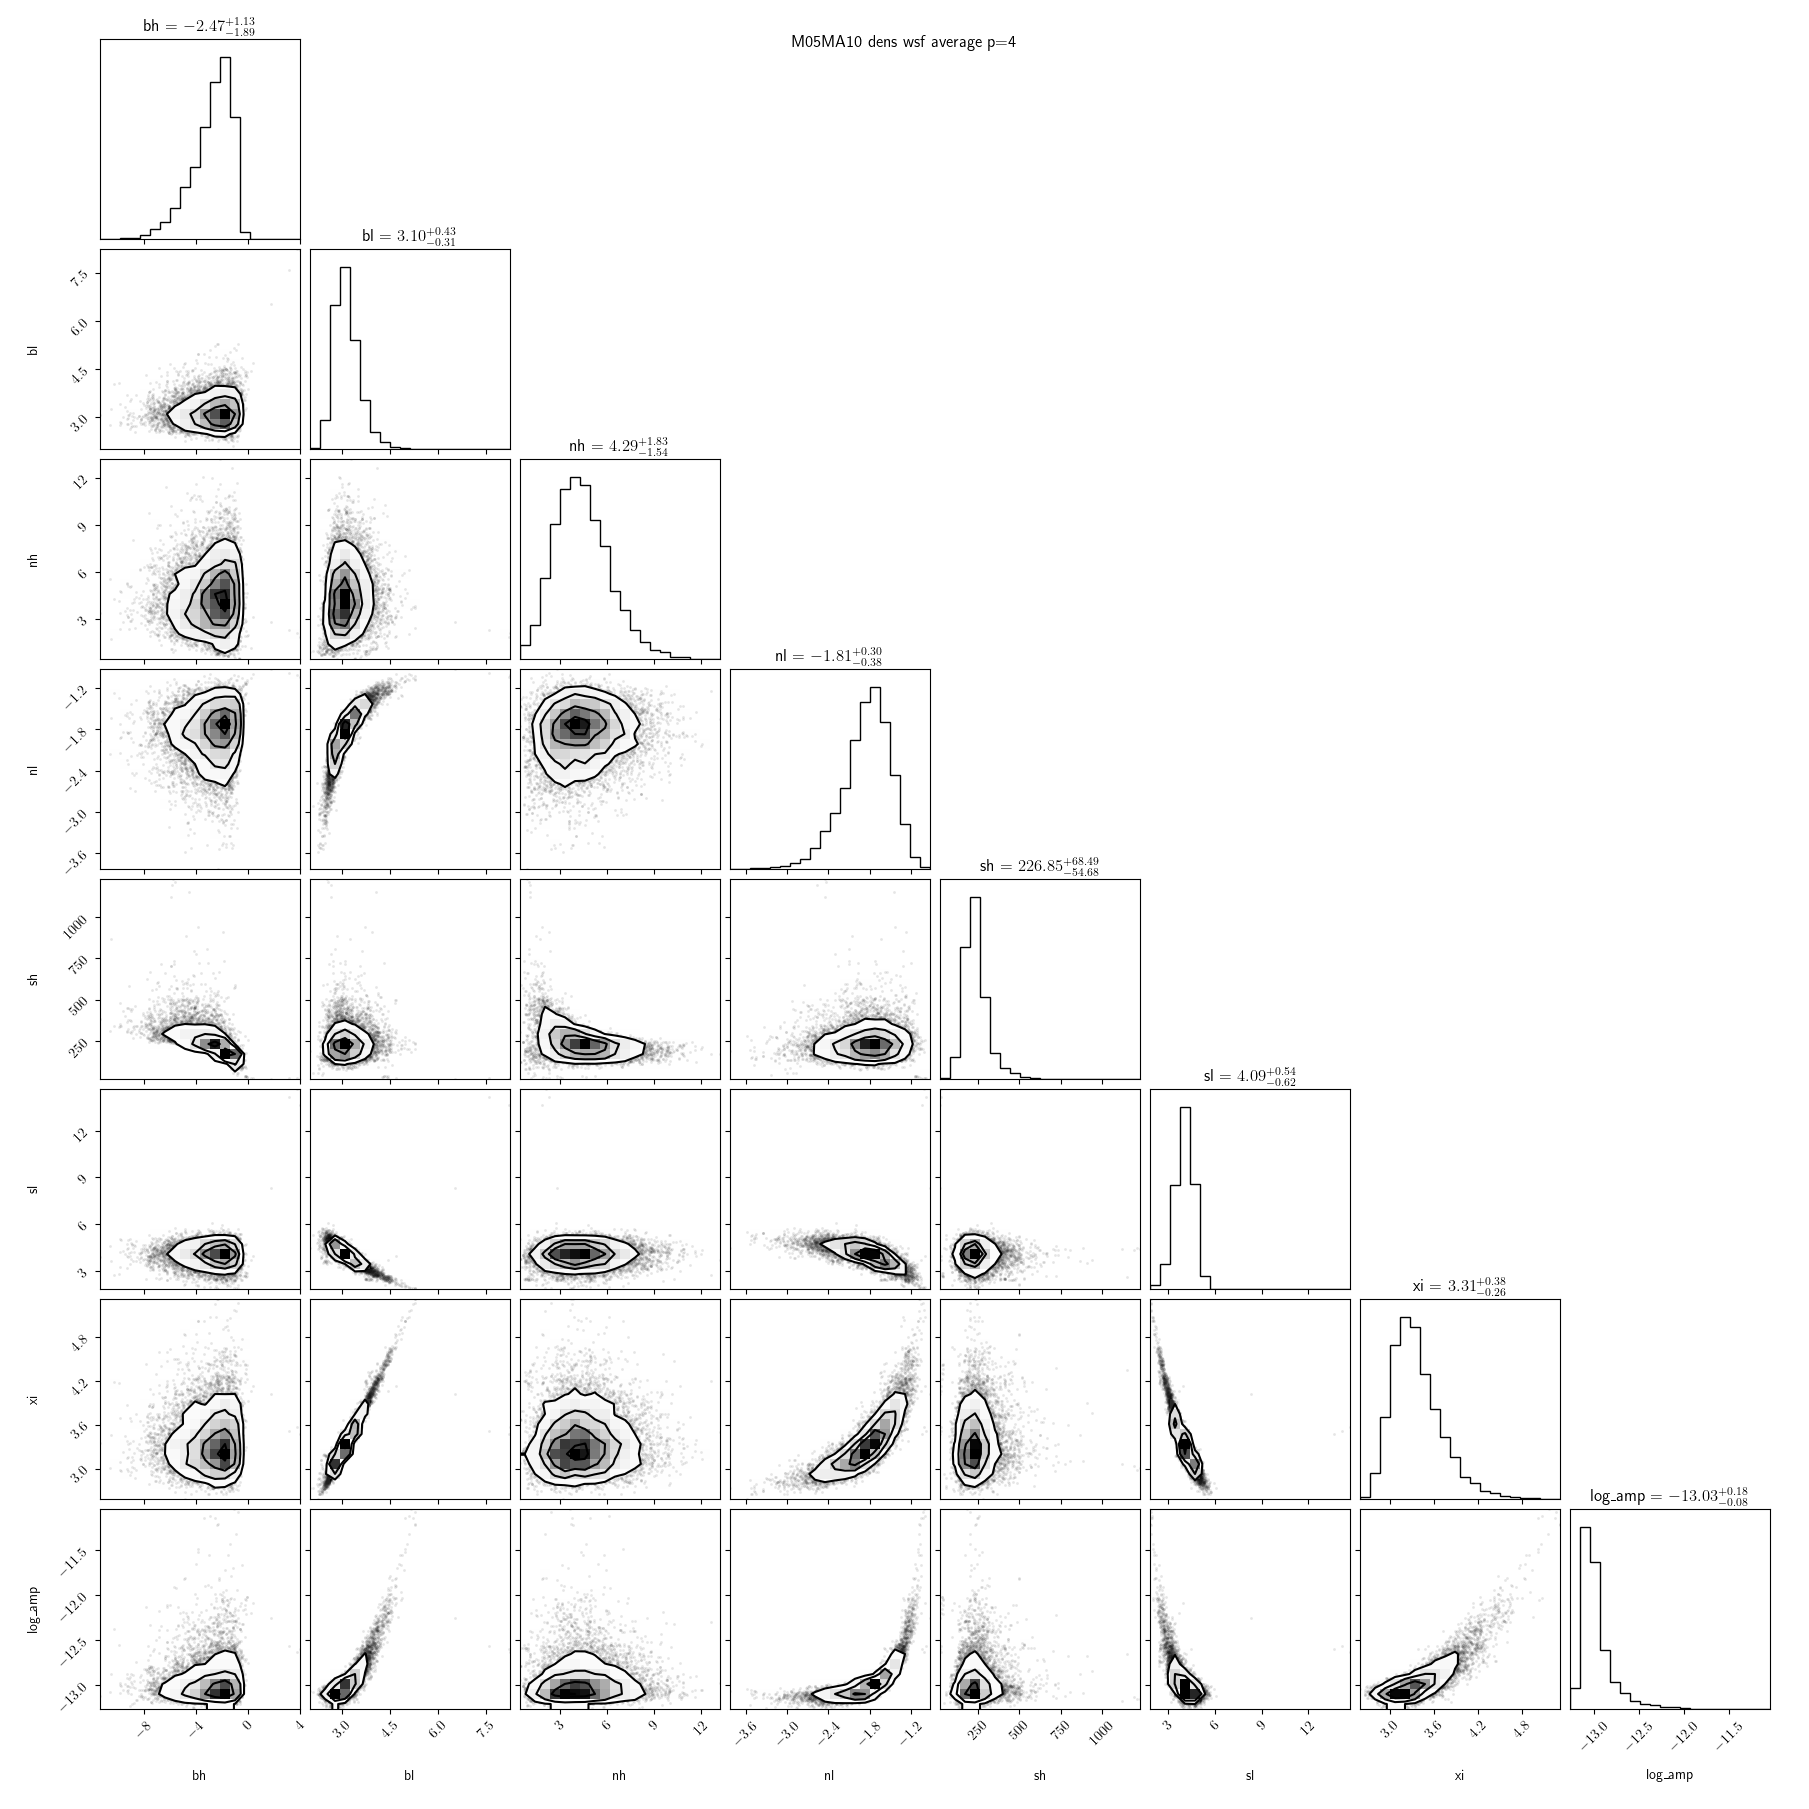 bh = −2.47+1.13−1.89
M05MA10 dens wsf average p=4
bl = 3.10+0.43−0.31
7.5
6.0
4.5
3.0
bl
nh = 4.29+1.83−1.54
12
9
6
3
nh
nl = −1.81+0.30−0.38
−1.2
−1.8
−2.4
−3.0
−3.6
nl
sh = 226.85+68.49−54.68
1000
750
500
250
sh
sl = 4.09+0.54−0.62
12
9
6
3
sl
xi = 3.31+0.38−0.26
4.8
4.2
3.6
3.0
xi
log_amp = −13.03+0.18−0.08
−11.5
−12.0
−12.5
−13.0
log_amp
−8 −4 0 4 3.0 4.5 6.0 7.5 3 6 9 12 −3.6 −3.0 −2.4 −1.8 −1.2 250 500 750 1000 3 6 9 12 3.0 3.6 4.2 4.8 −13.0 −12.5 −12.0 −11.5
bh bl nh nl sh sl xi log_amp